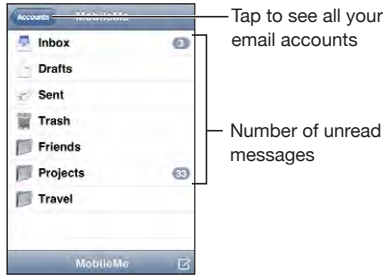 Accounts MobileMe
Inbox 3
Drafts
Sent
Trash
Friends
Projects 33
Travel
MobileMe
Tap to see all your
email accounts
Number of unread
messages